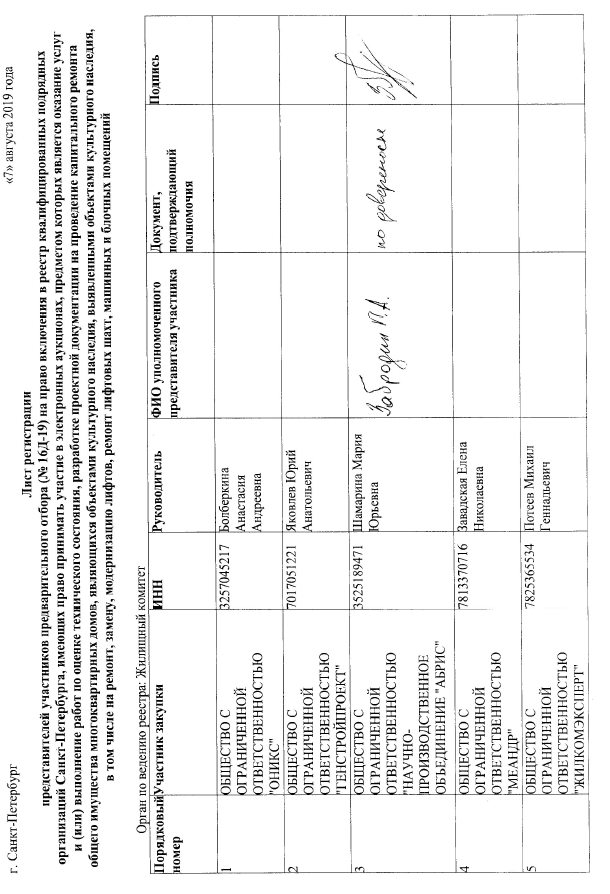 г. Санкт-Петербург
«7» августа 2019 года
Лист регистрации
представителей участников предварительного отбора (№ 16Д-19) на право включения в реестр квалифицированных подрядных
организаций Санкт-Петербурга, имеющих право принимать участие в электронных аукционах, предметом которых является оказание услуг
и (или) выполнение работ по оценке технического состояния, разработке проектной документации на проведение капитального ремонта
общего имущества многоквартирных домов, являющихся объектами культурного наследия, выявленными объектами культурного наследия,
в том числе на ремонт, замену, модернизацию лифтов, ремонт лифтовых шахт, машинных и блочных помещений
Орган по ведению реестра: Жилищный комитет
Порядковый
номер
Участник закупки
ИНН
Руководитель
ФИО уполномоченного
представителя участника
Документ,
подтверждающий
полномочия
Подпись
1
ОБЩЕСТВО С
ОГРАНИЧЕННОЙ
ОТВЕТСТВЕННОСТЬЮ
"ОНИКС"
3257045217
Болберкина
Анастасия
Андреевна
2
ОБЩЕСТВО С
ОГРАНИЧЕННОЙ
ОТВЕТСТВЕННОСТЬЮ
"ГЕНСТРОЙПРОЕКТ"
7017051221
Яковлев Юрий
Анатольевич
3
ОБЩЕСТВО С
ОГРАНИЧЕННОЙ
ОТВЕТСТВЕННОСТЬЮ
"НАУЧНО-
ПРОИЗВОДСТВЕННОЕ
ОБЪЕДИНЕНИЕ "АБРИС"
3525189471
Шамарина Мария
Юрьевна
Забродин П.А.
по доверенности
4
ОБЩЕСТВО С
ОГРАНИЧЕННОЙ
ОТВЕТСТВЕННОСТЬЮ
"МЕАНДР"
7813370716
Завадская Елена
Николаевна
5
ОБЩЕСТВО С
ОГРАНИЧЕННОЙ
ОТВЕТСТВЕННОСТЬЮ
"ЖИЛКОМЭКСПЕРТ"
7825365534
Потеев Михаил
Геннадьевич